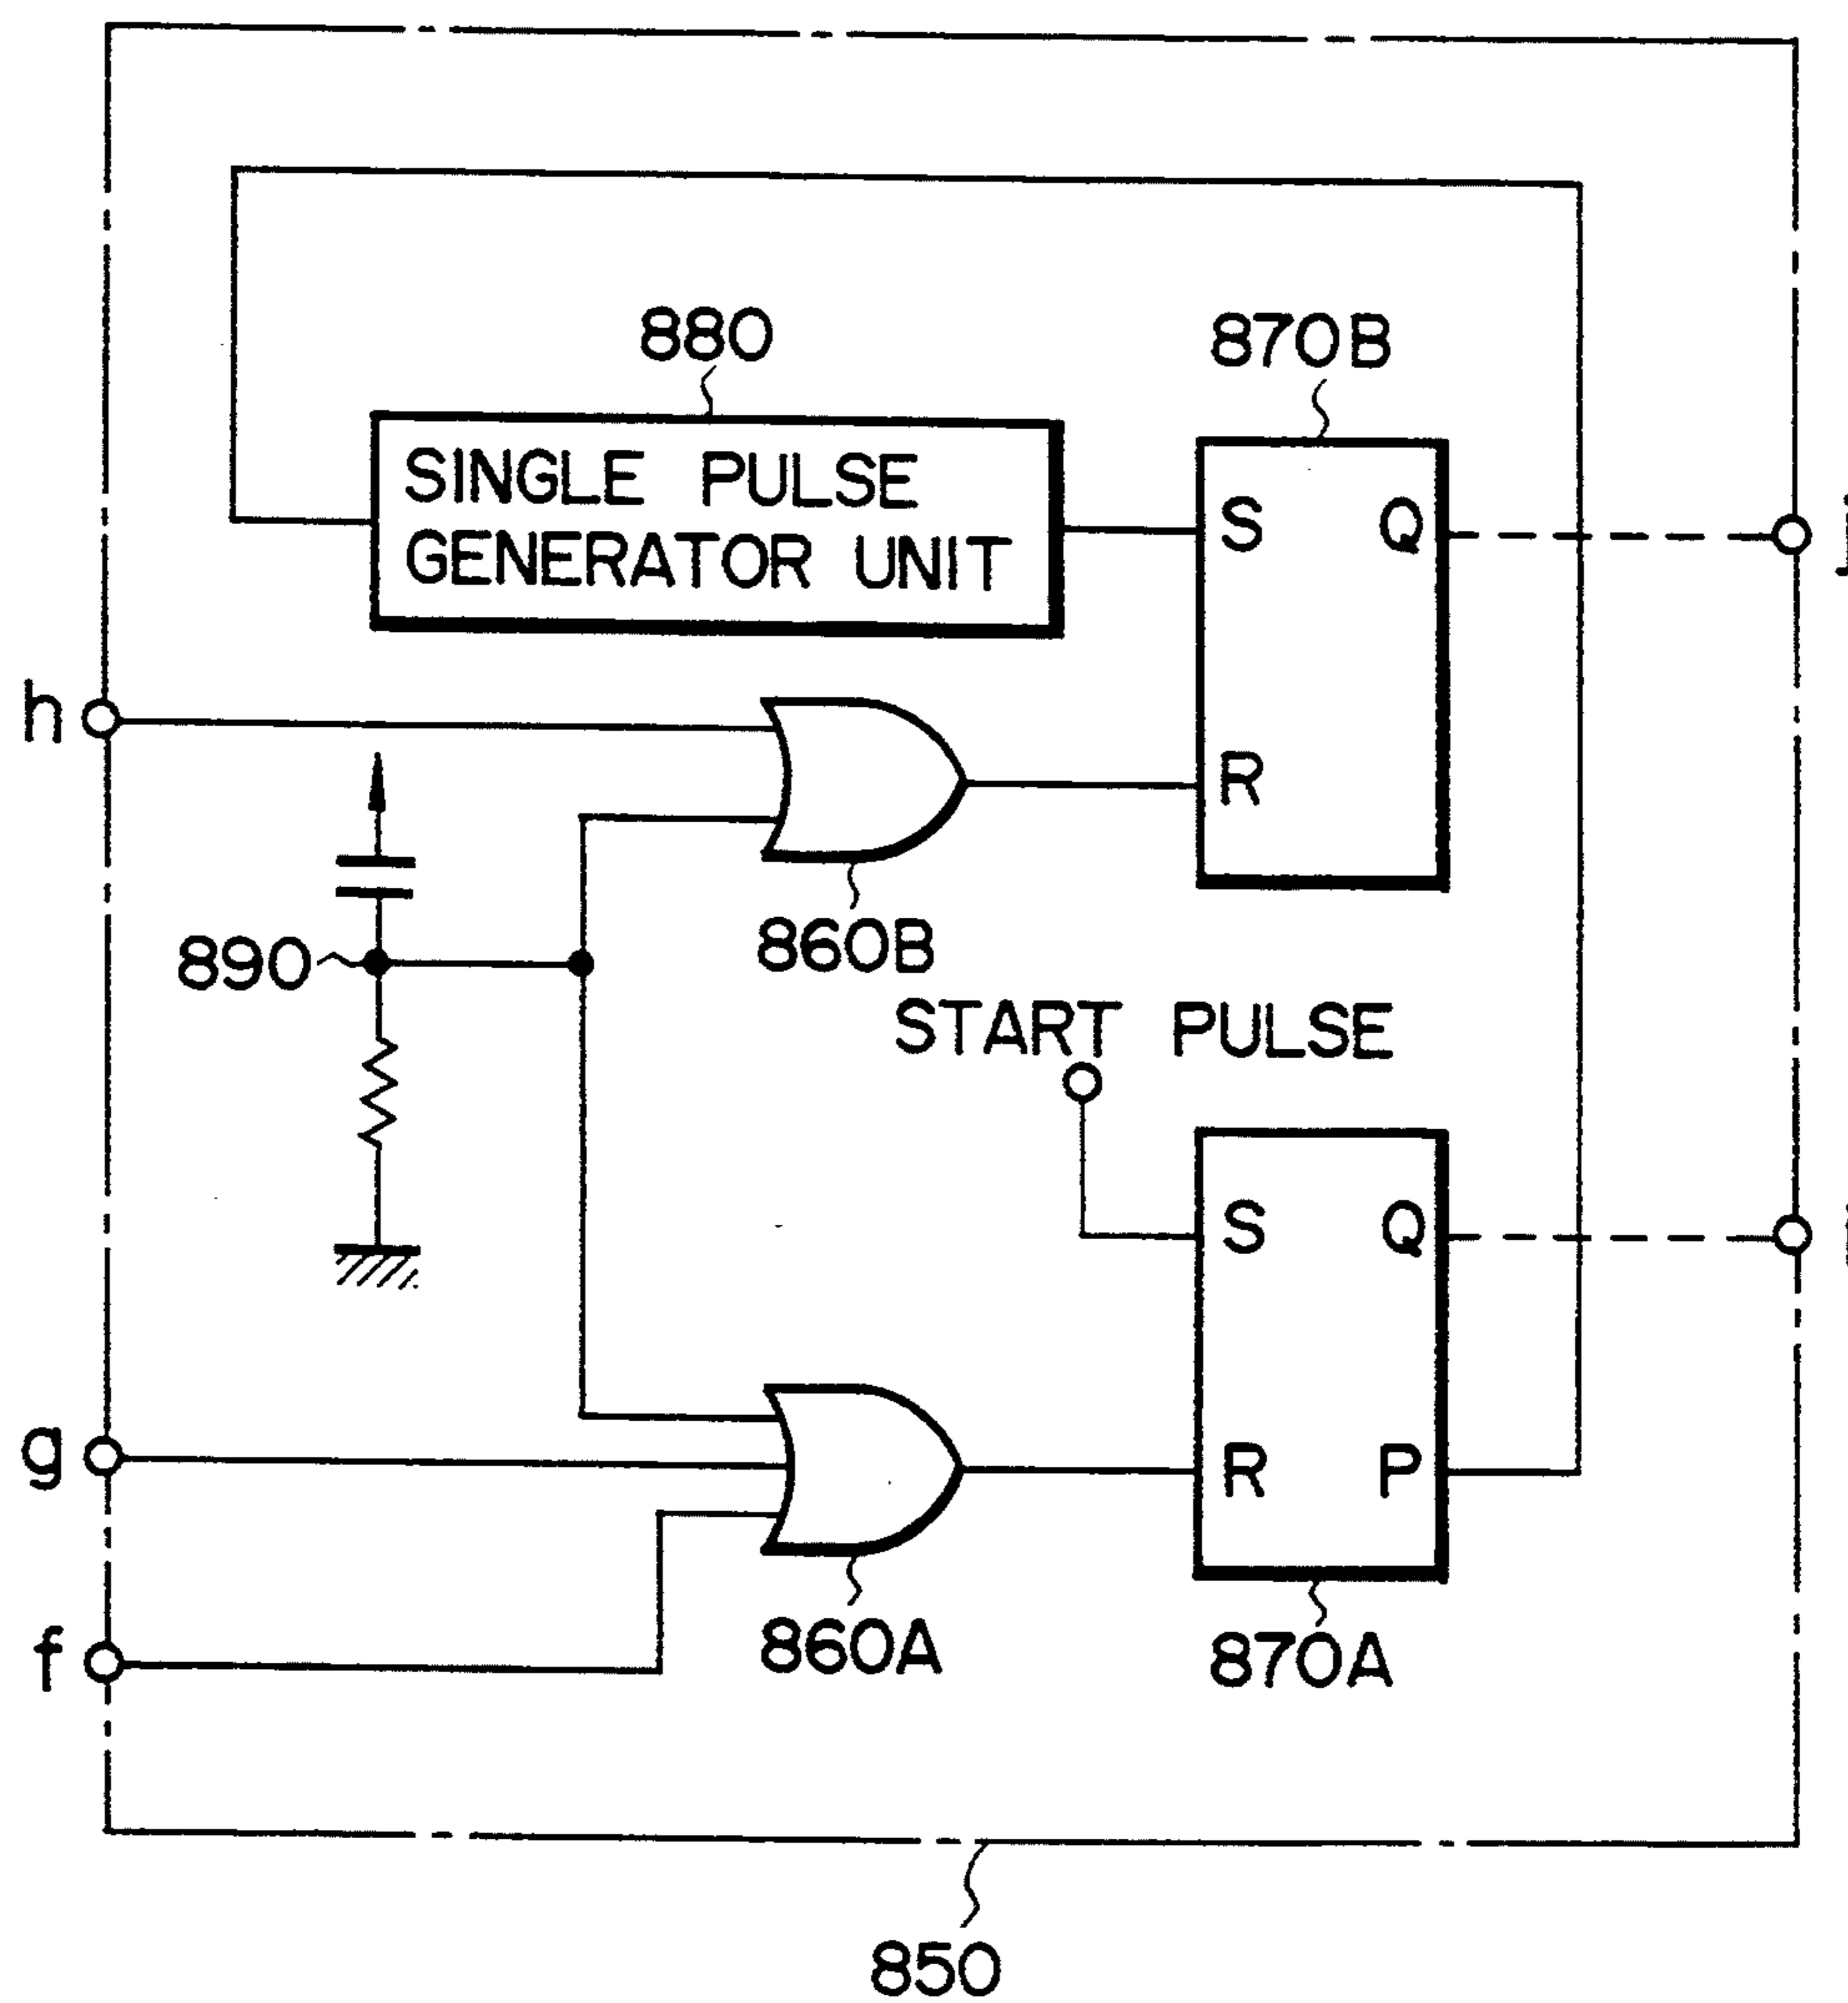 880
870B
SINGLE PULSE
GENERATOR UNIT
S Q
j
h
R
860B
890
START PULSE
S Q
g
R P
f
860A
870A
850